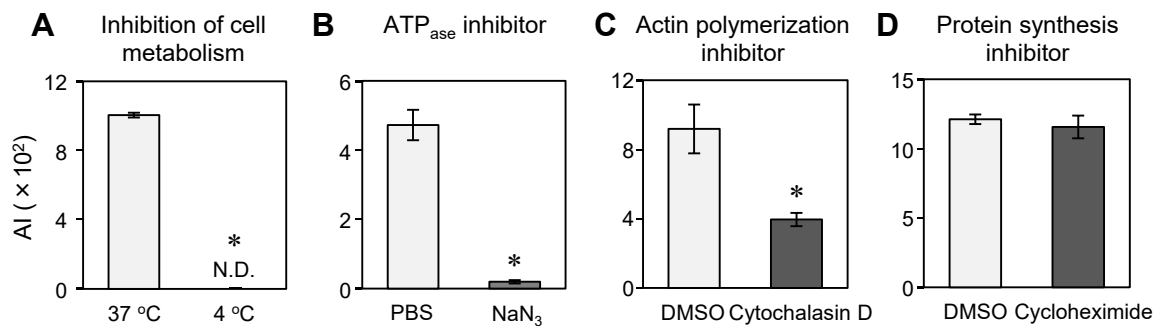 A Inhibition of cell metabolism
B ATPase inhibitor
C Actin polymerization inhibitor
D Protein synthesis inhibitor
AI ( × 10²)
12
10
4
0
*
N.D.
37 °C 4 °C
6
4
2
0
*
PBS NaN₃
12
8
4
0
*
DMSO Cytochalasin D
15
10
5
0
DMSO Cycloheximide